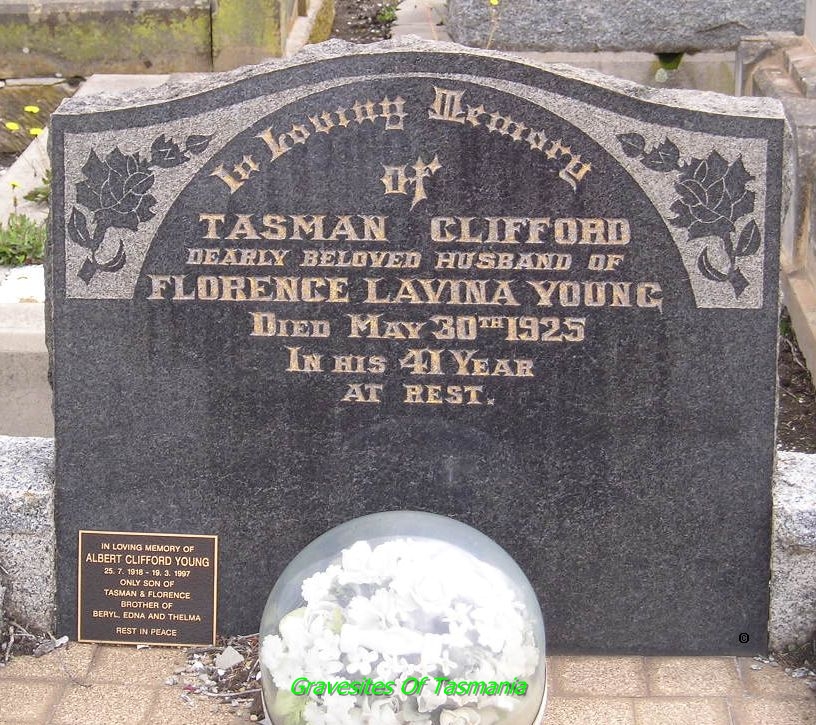 In Loving Memory
of
TASMAN CLIFFORD
DEARLY BELOVED HUSBAND OF
FLORENCE LAVINA YOUNG
DIED MAY 30TH 1925
IN HIS 41 YEAR
AT REST.
IN LOVING MEMORY OF
ALBERT CLIFFORD YOUNG
25. 7. 1918 - 19. 3. 1997
ONLY SON OF
TASMAN & FLORENCE
BROTHER OF
BERYL, EDNA AND THELMA
REST IN PEACE
©
Gravesites Of Tasmania